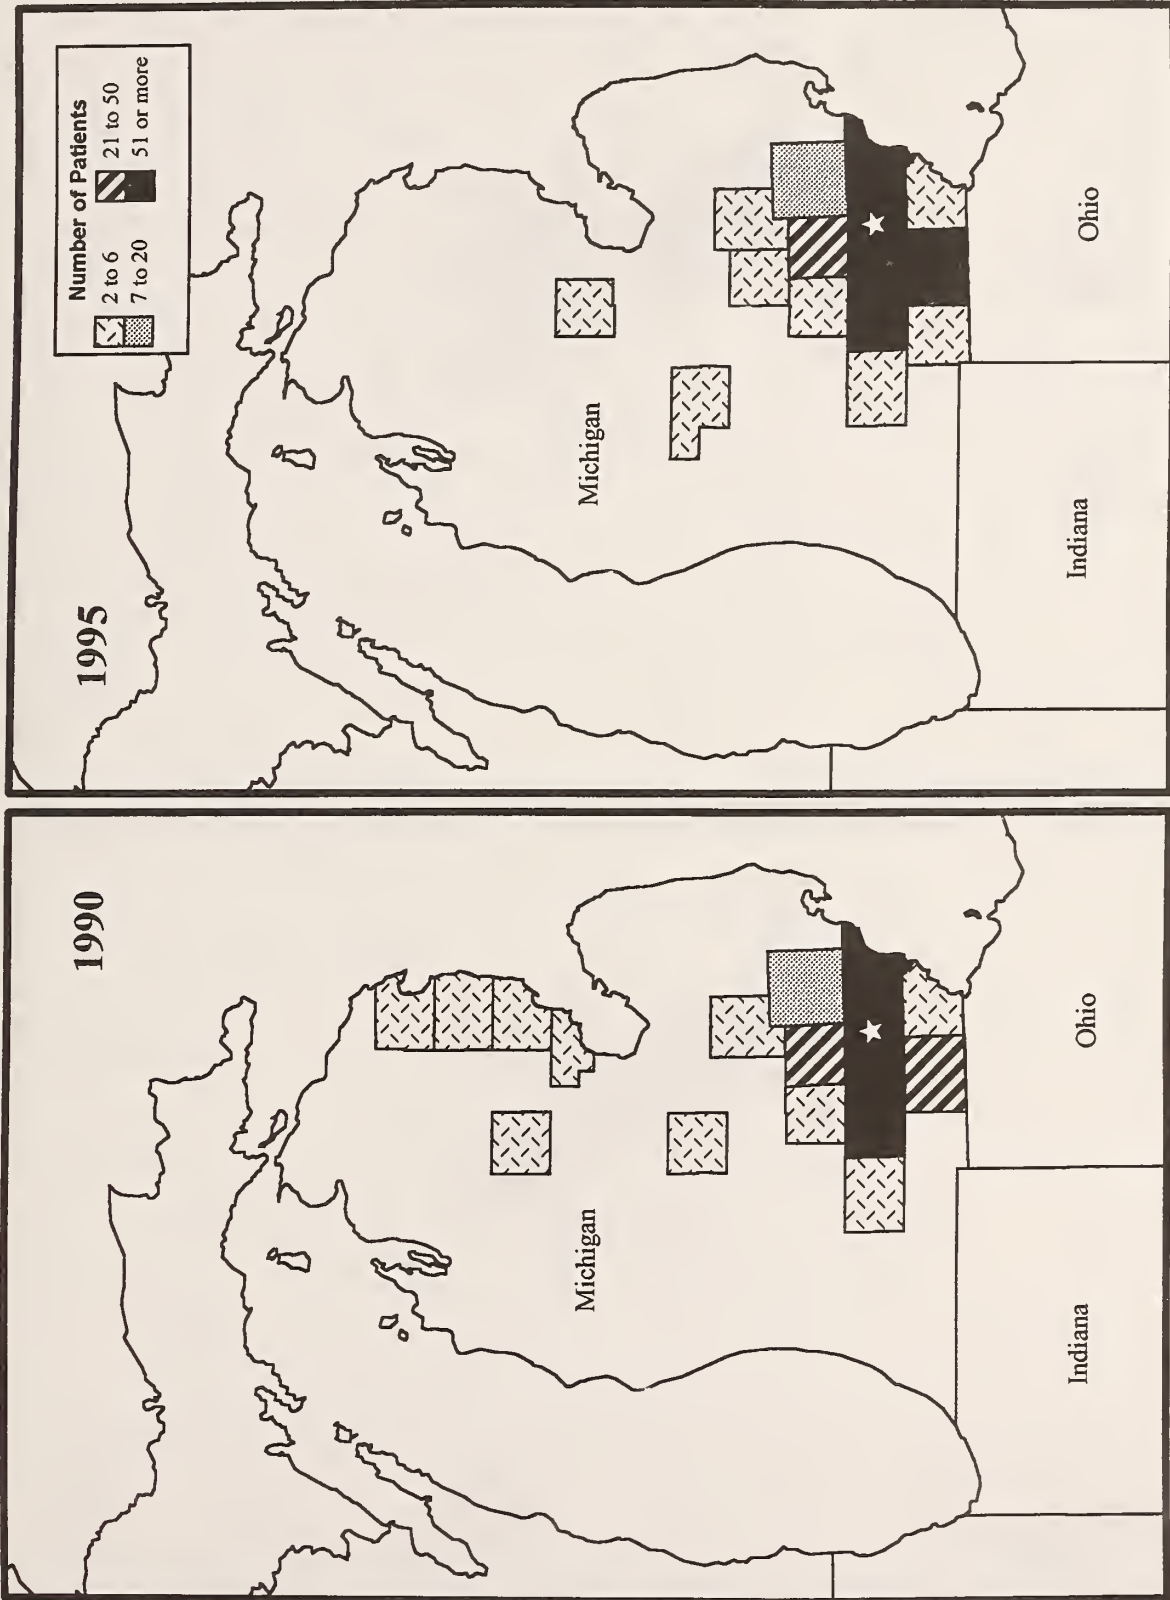 1990
Michigan
Indiana
Ohio
1995
Number of Patients
2 to 6
21 to 50
7 to 20
51 or more
Michigan
Indiana
Ohio